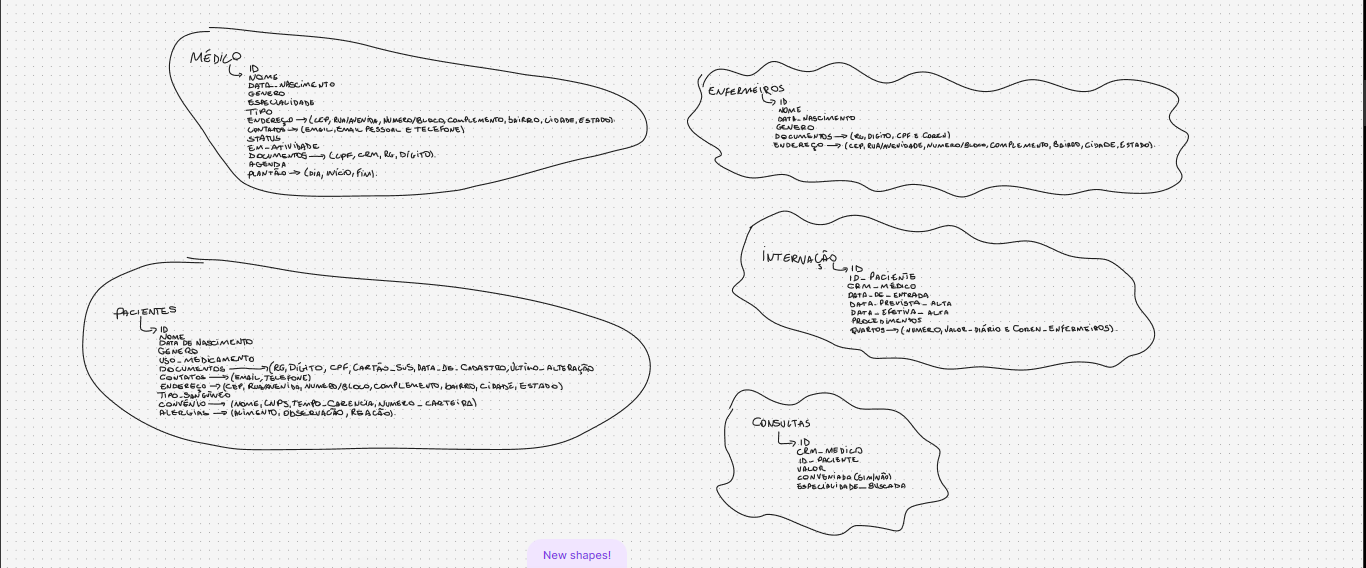 MÉDICO
ID
NOME
DATA_NASCIMENTO
GENERO
ESPECIALIDADE
TIPO
ENDEREÇO → (CEP, RUA/AVENIDA, NUMERO/BLOCO, COMPLEMENTO, BAIRRO, CIDADE, ESTADO).
CONTATOS → (EMAIL, EMAIL PESSOAL E TELEFONE)
STATUS
EM_ATIVIDADE
DOCUMENTOS → (CPF, CRM, RG, DÍGITO).
AGENDA
PLANTÃO → (DIA, INÍCIO, FIM).
ENFERMEIROS
ID
NOME
DATA_NASCIMENTO
GENERO
DOCUMENTOS → (RG, DIGITO, CPF E COREN)
ENDEREÇO → (CEP, RUA/AVENIDADE, NUMERO/BLOCO, COMPLEMENTO, BAIRRO, CIDADE, ESTADO).
INTERNAÇÃO
S
ID
ID_PACIENTE
CRM_MÉDICO
DATA_DE_ENTRADA
DATA_PREVISTA_ALTA
DATA_EFETIVA_ALTA
PROCEDIMENTOS
QUARTOS → (NUMERO, VALOR_DIÁRIO E COREN_ENFERMEIROS).
PACIENTES
ID
NOME
DATA DE NASCIMENTO
GENERO
USO_MEDICAMENTO
DOCUMENTOS → (RG, DÍGITO, CPF, CARTÃO_SUS, DATA_DE_CADASTRO, ÚLTIMO_ALTERAÇÃO
CONTATOS → (EMAIL, TELEFONE)
ENDEREÇO → (CEP, RUA/AVENIDA, NUMERO/BLOCO, COMPLEMENTO, BAIRRO, CIDADE, ESTADO)
TIPO_SANGÍNEO
CONVÊNIO → (NOME, CNPJ, TEMPO_CARENCIA, NUMERO_CARTEIRA)
ALERGIAS → (ALIMENTO, OBSERVAÇÃO, REAÇÃO).
CONSULTAS
ID
CRM_MEDICO
ID_PACIENTE
VALOR
CONVENIADA (SIM/NÃO)
ESPECIALIDADE_BUSCADA
New shapes!